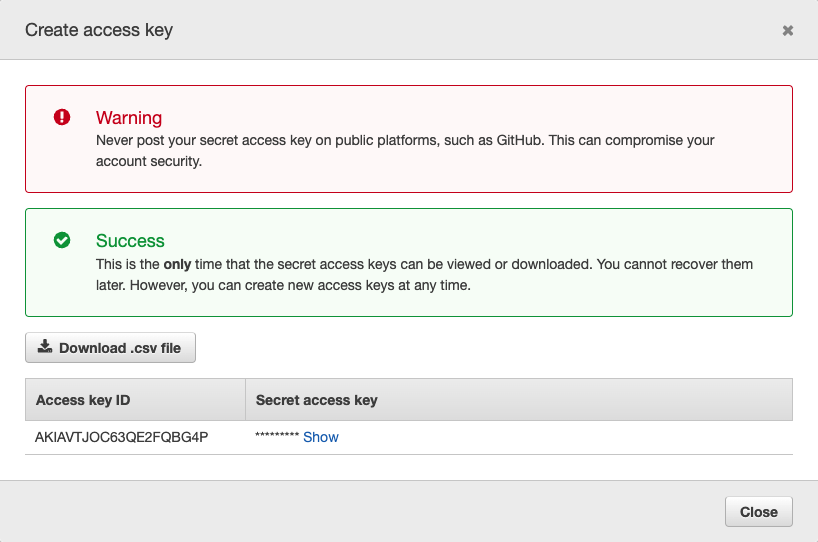 Create access key
Warning
Never post your secret access key on public platforms, such as GitHub. This can compromise your
account security.
Success
This is the only time that the secret access keys can be viewed or downloaded. You cannot recover them
later. However, you can create new access keys at any time.
Download .csv file
Access key ID Secret access key
AKIAVTJOC63QE2FQBG4P ********* Show
Close